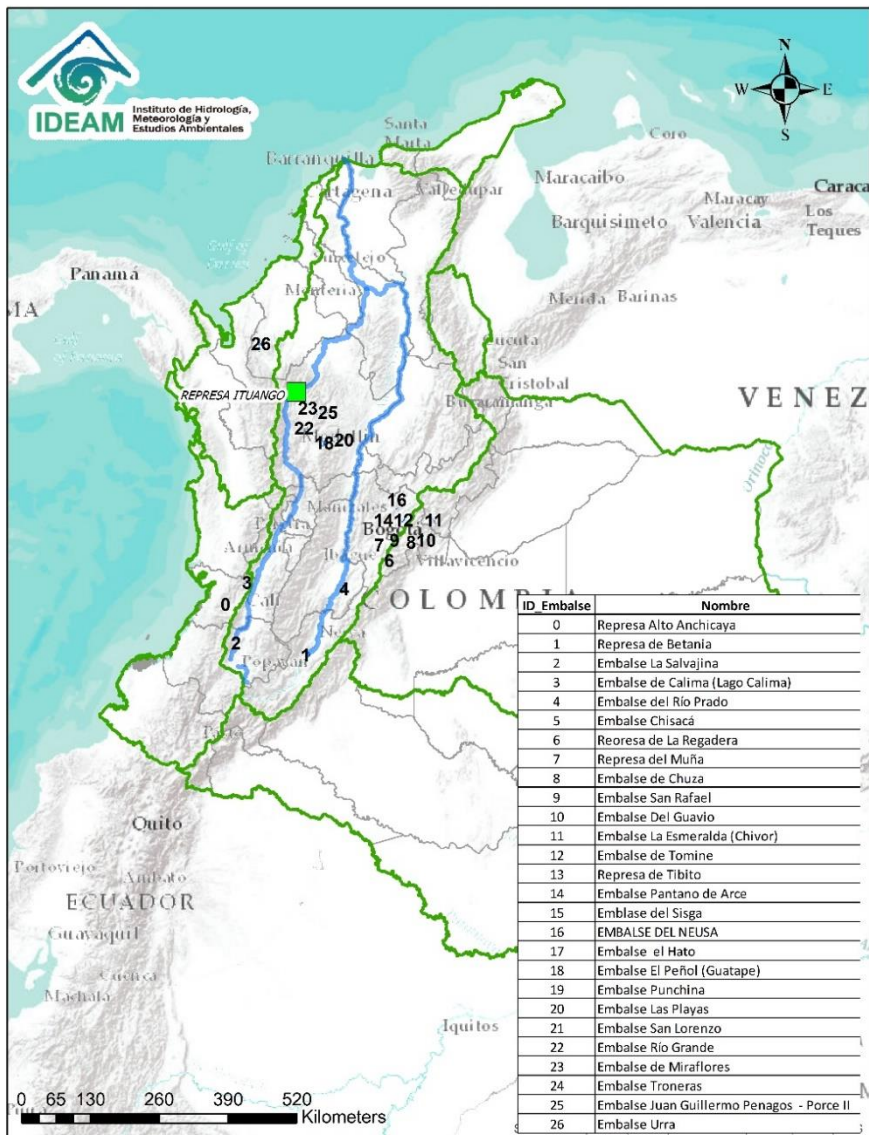 IDEAM
Instituto de Hidrología,
Meteorología y
Estudios Ambientales
N
W E
S
Santa
Marta
Coro
Barranquilla
Cartagena
Valledupar
Maracaibo
Caraca
Maracay
Los
Teques
Barquisimeto
Valencia
Panamá
Montería
Merida
Barinas
MA
26
Cucuta
San
Cristobal
Bucaramanga
REPRESA ITUANGO
VENEZ
23
25
22
18
20
Orinoco
16
Manizales
14
12
11
Bogota
9
8
10
7
6
Villavicencio
Armenia
Ibague
3
4
0
Cali
OLOMBIA
2
1
Popayan
Neiva
Pasto
Quito
Portoviejo
Ambato
ECUADOR
Guayaquil
Cuenca
Machala
Iquitos
ID_Embalse Nombre
0 Represa Alto Anchicaya
1 Represa de Betania
2 Embalse La Salvajina
3 Embalse de Calima (Lago Calima)
4 Embalse del Río Prado
5 Embalse Chisacá
6 Reoresa de La Regadera
7 Represa del Muña
8 Embalse de Chuza
9 Embalse San Rafael
10 Embalse Del Guavio
11 Embalse La Esmeralda (Chivor)
12 Embalse de Tomine
13 Represa de Tibito
14 Embalse Pantano de Arce
15 Emblase del Sisga
16 EMBALSE DEL NEUSA
17 Embalse el Hato
18 Embalse El Peñol (Guatape)
19 Embalse Punchina
20 Embalse Las Playas
21 Embalse San Lorenzo
22 Embalse Río Grande
23 Embalse de Miraflores
24 Embalse Troneras
25 Embalse Juan Guillermo Penagos - Porce II
26 Embalse Urra
0 65 130 260 390 520
Kilometers